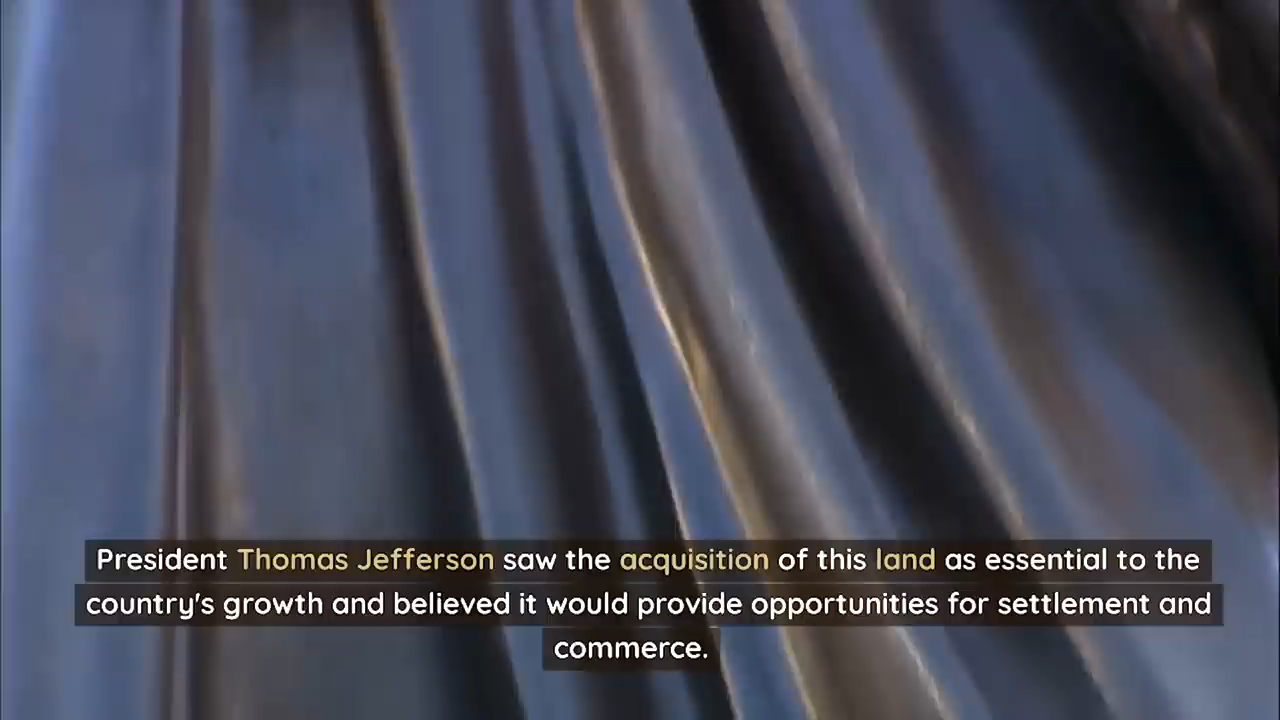 President Thomas Jefferson saw the acquisition of this land as essential to the
country's growth and believed it would provide opportunities for settlement and
commerce.